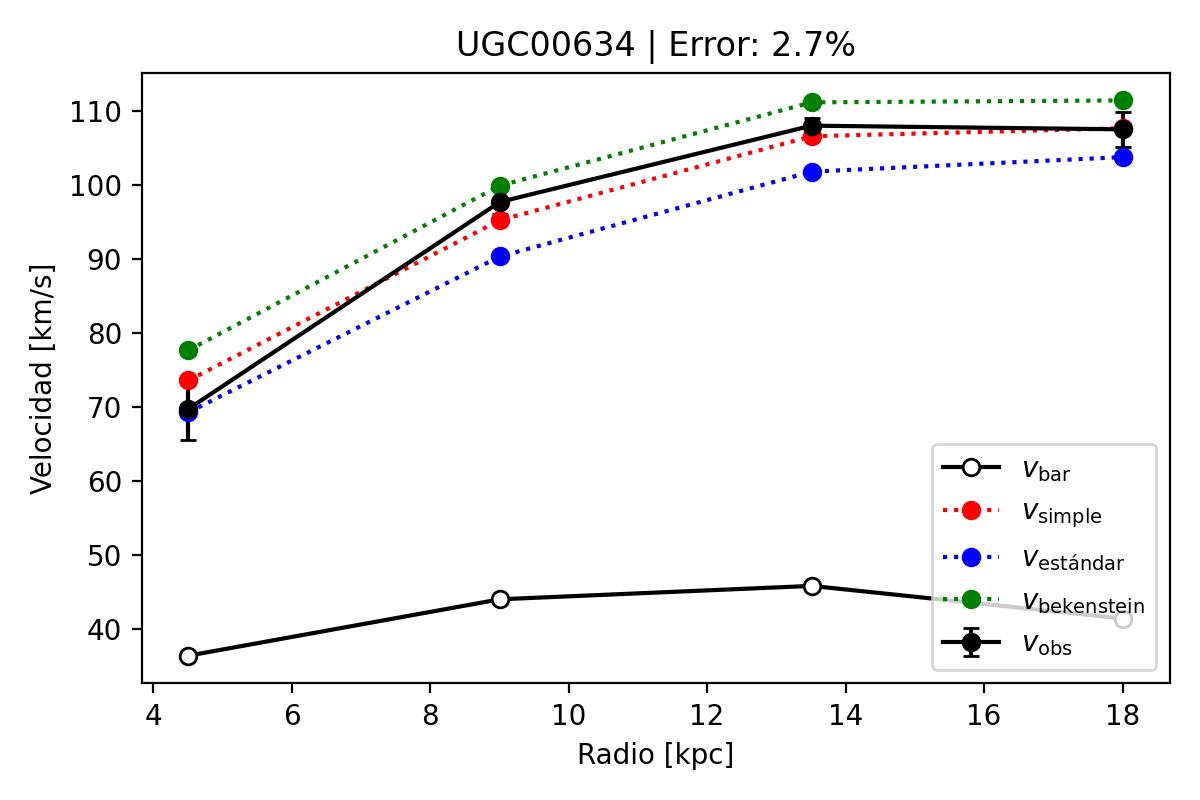 UGC00634 | Error: 2.7%
Velocidad [km/s]
110
100
90
80
70
60
50
40
v_bar
v_simple
v_estándar
v_bekenstein
v_obs
4 6 8 10 12 14 16 18
Radio [kpc]